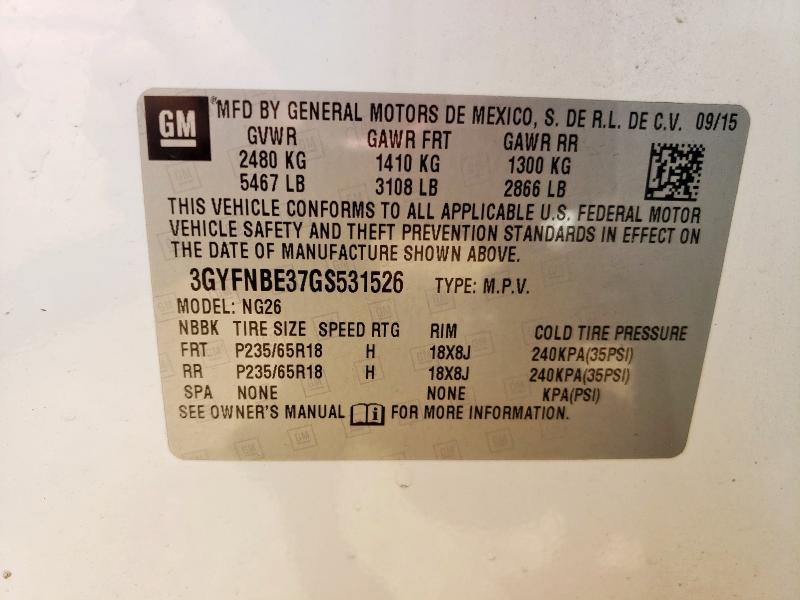 GM ®MFD BY GENERAL MOTORS DE MEXICO, S. DE R.L. DE C.V. 09/15
GVWR GAWR FRT GAWR RR
2480 KG 1410 KG 1300 KG
5467 LB 3108 LB 2866 LB
THIS VEHICLE CONFORMS TO ALL APPLICABLE U.S. FEDERAL MOTOR
VEHICLE SAFETY AND THEFT PREVENTION STANDARDS IN EFFECT ON
THE DATE OF MANUFACTURE SHOWN ABOVE.
3GYFNBE37GS531526 TYPE: M.P.V.
MODEL: NG26
NBBK TIRE SIZE SPEED RTG RIM COLD TIRE PRESSURE
FRT P235/65R18 H 18X8J 240KPA(35PSI)
RR P235/65R18 H 18X8J 240KPA(35PSI)
SPA NONE NONE KPA(PSI)
SEE OWNER'S MANUAL i FOR MORE INFORMATION.